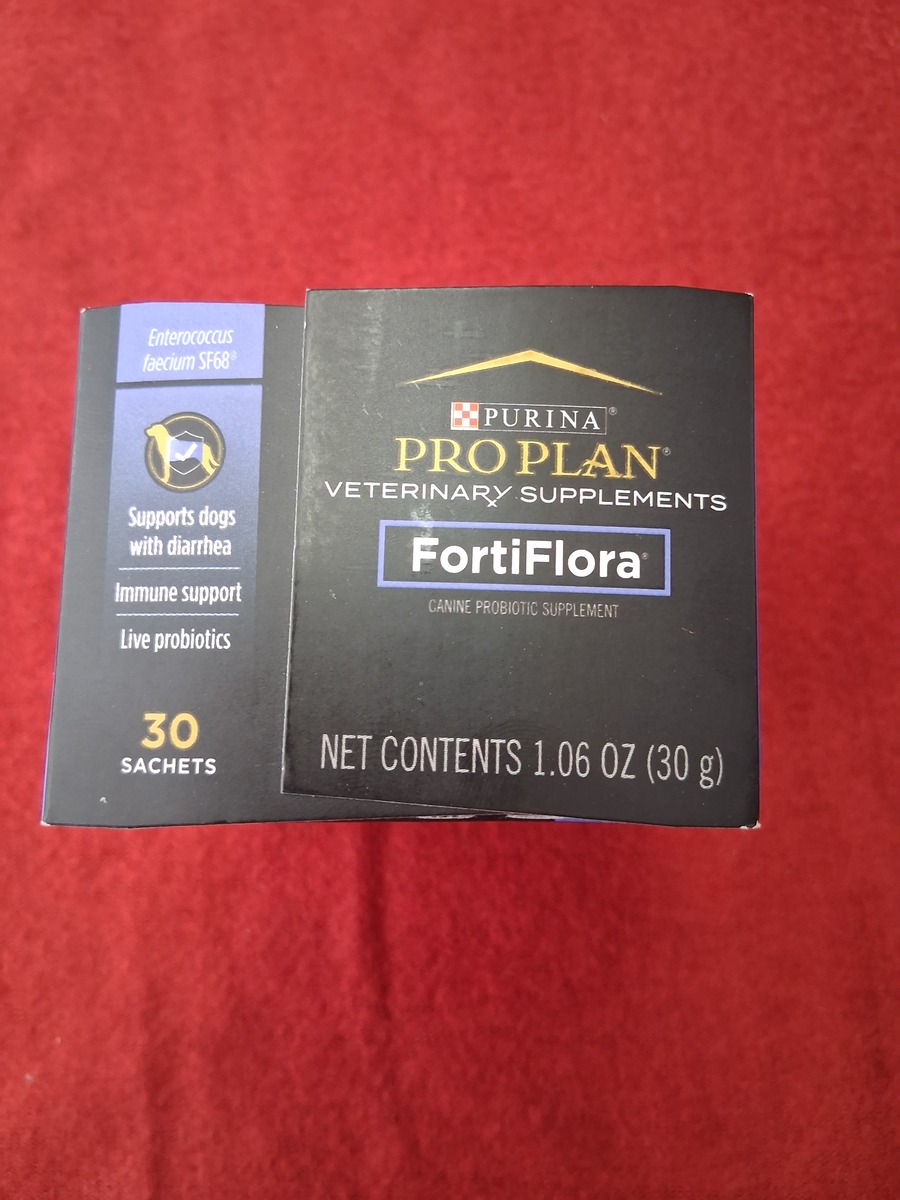 Enterococcus
faecium SF68®
Supports dogs
with diarrhea
Immune support
Live probiotics
30
SACHETS
PURINA®
PRO PLAN®
VETERINARY SUPPLEMENTS
FortiFlora®
CANINE PROBIOTIC SUPPLEMENT
NET CONTENTS 1.06 OZ (30 g)